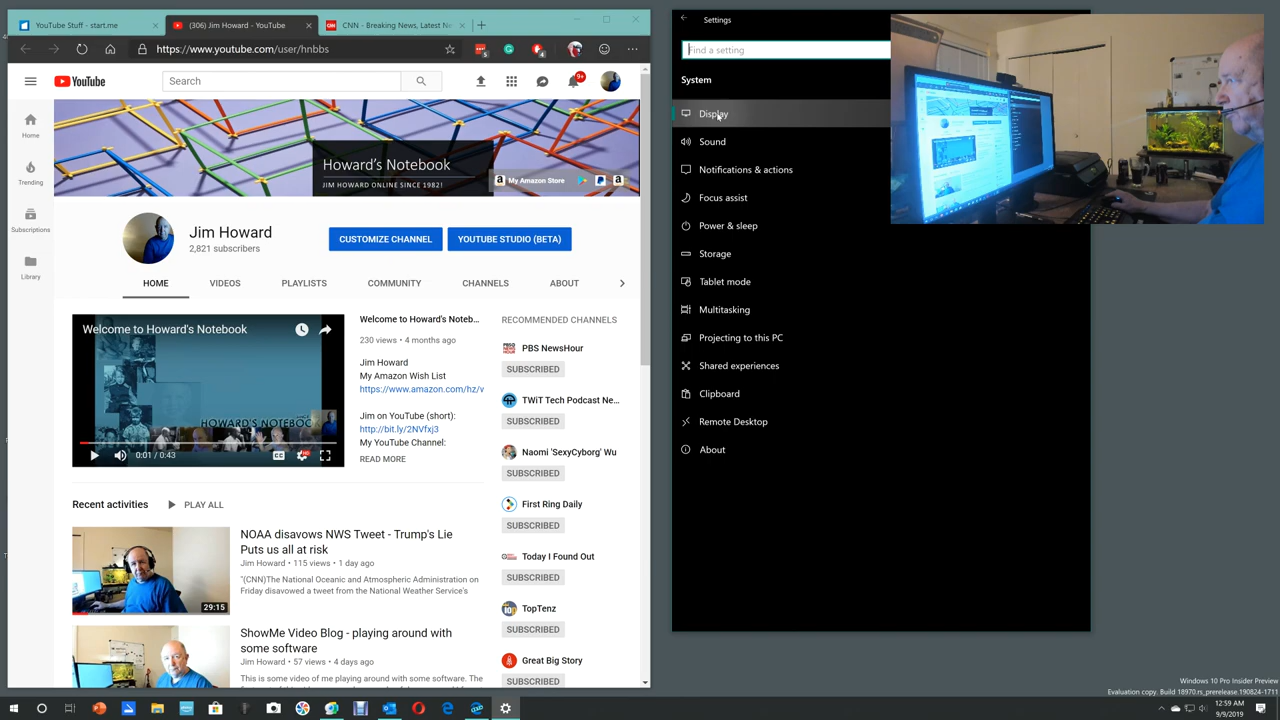 YouTube Stuff - start.me
(306) Jim Howard - YouTube
CNN - Breaking News, Latest Ne
https://www.youtube.com/user/hnbbs
YouTube
Search
9+
Home
Trending
Subscriptions
Library
Howard's Notebook
JIM HOWARD ONLINE SINCE 1982!
My Amazon Store
Jim Howard
2,821 subscribers
CUSTOMIZE CHANNEL
YOUTUBE STUDIO (BETA)
HOME VIDEOS PLAYLISTS COMMUNITY CHANNELS ABOUT
Welcome to Howard's Notebook
HOWARD'S NOTEBOOK
0:01 / 0:43
Welcome to Howard's Noteb...
230 views • 4 months ago
Jim Howard
My Amazon Wish List
https://www.amazon.com/hz/v
Jim on YouTube (short):
http://bit.ly/2NVfxj3
My YouTube Channel:
READ MORE
RECOMMENDED CHANNELS
PBS NewsHour
SUBSCRIBED
TWiT Tech Podcast Ne...
SUBSCRIBED
Naomi 'SexyCyborg' Wu
SUBSCRIBED
First Ring Daily
SUBSCRIBED
Today I Found Out
SUBSCRIBED
TopTenz
SUBSCRIBED
Great Big Story
SUBSCRIBED
Recent activities
PLAY ALL
29:15
NOAA disavows NWS Tweet - Trump's Lie
Puts us all at risk
Jim Howard • 115 views • 1 day ago
"(CNN)The National Oceanic and Atmospheric Administration on
Friday disavowed a tweet from the National Weather Service's
ShowMe Video Blog - playing around with
some software
Jim Howard • 57 views • 4 days ago
This is some video of me playing around with some software. The
Settings
Find a setting
System
Display
Sound
Notifications & actions
Focus assist
Power & sleep
Storage
Tablet mode
Multitasking
Projecting to this PC
Shared experiences
Clipboard
Remote Desktop
About
Windows 10 Pro Insider Preview
Evaluation copy. Build 18970.rs_prerelease.190824-1711
12:59 AM
9/9/2019